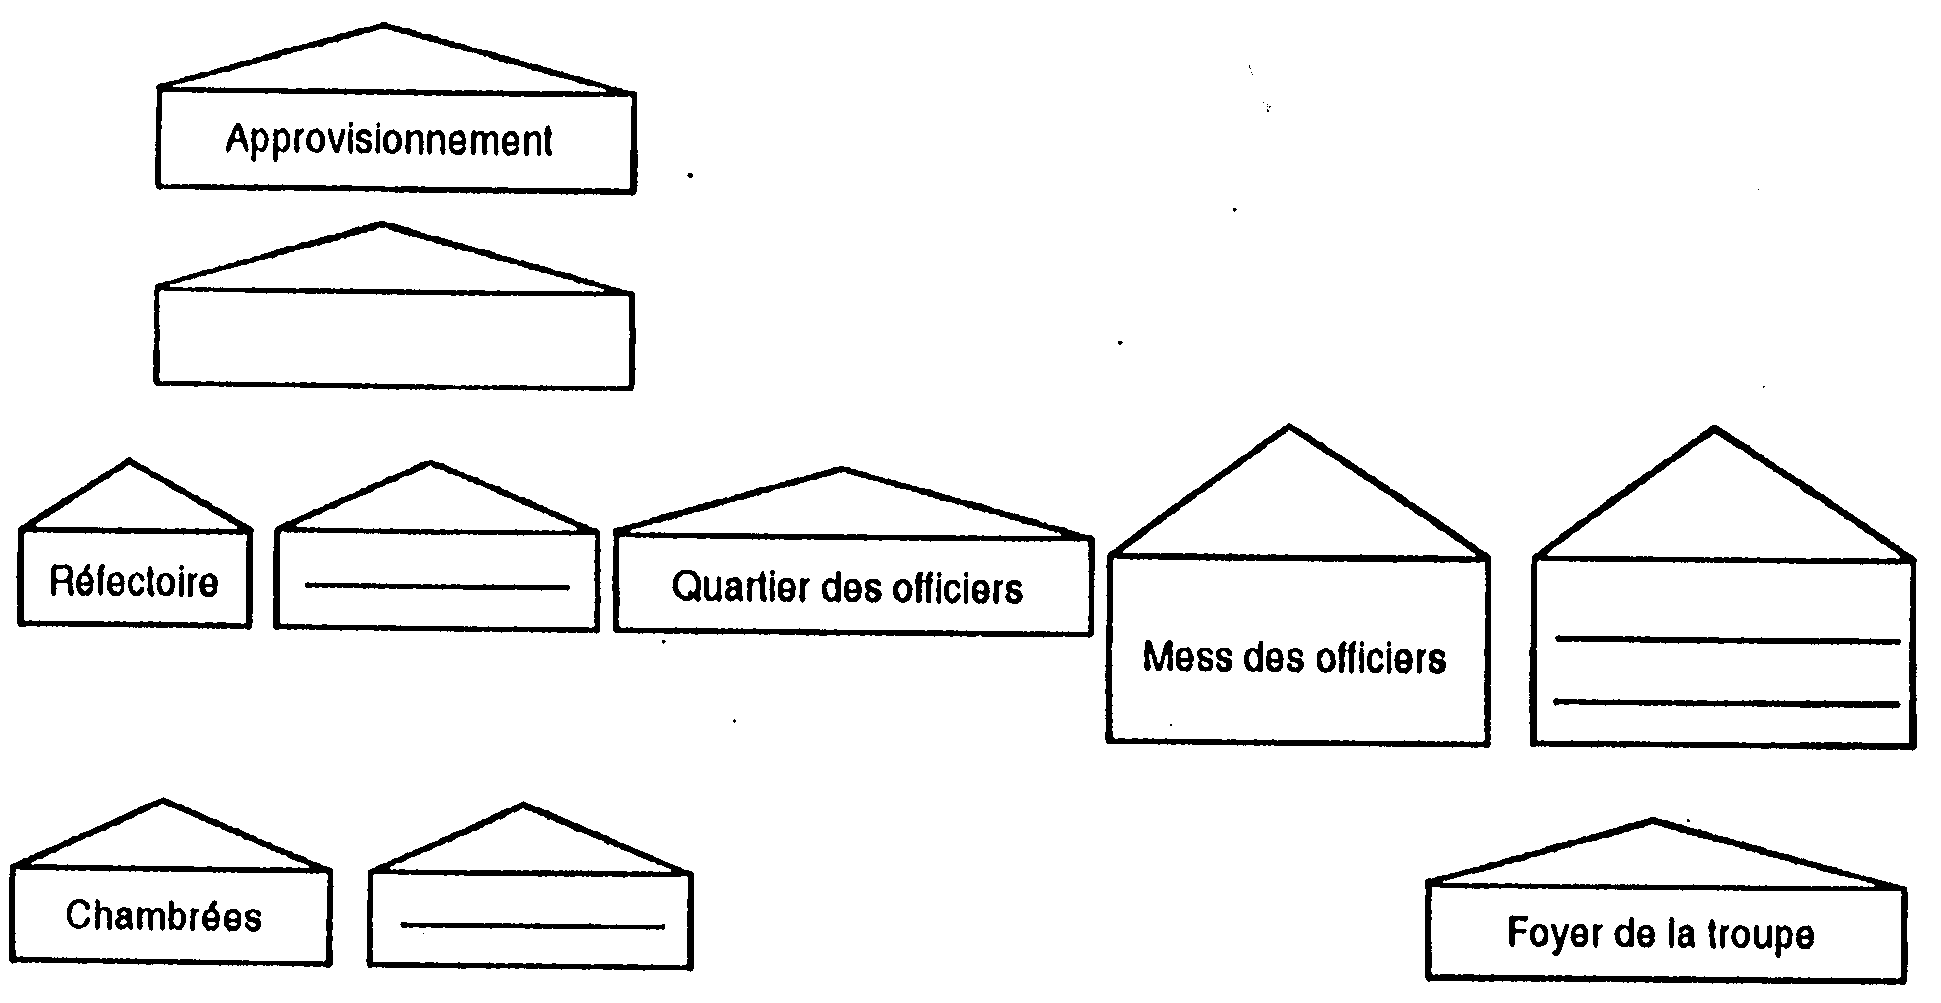 Approvisionnement
Réfectoire
Quartier des officiers
Mess des officiers
Chambrées
Foyer de la troupe